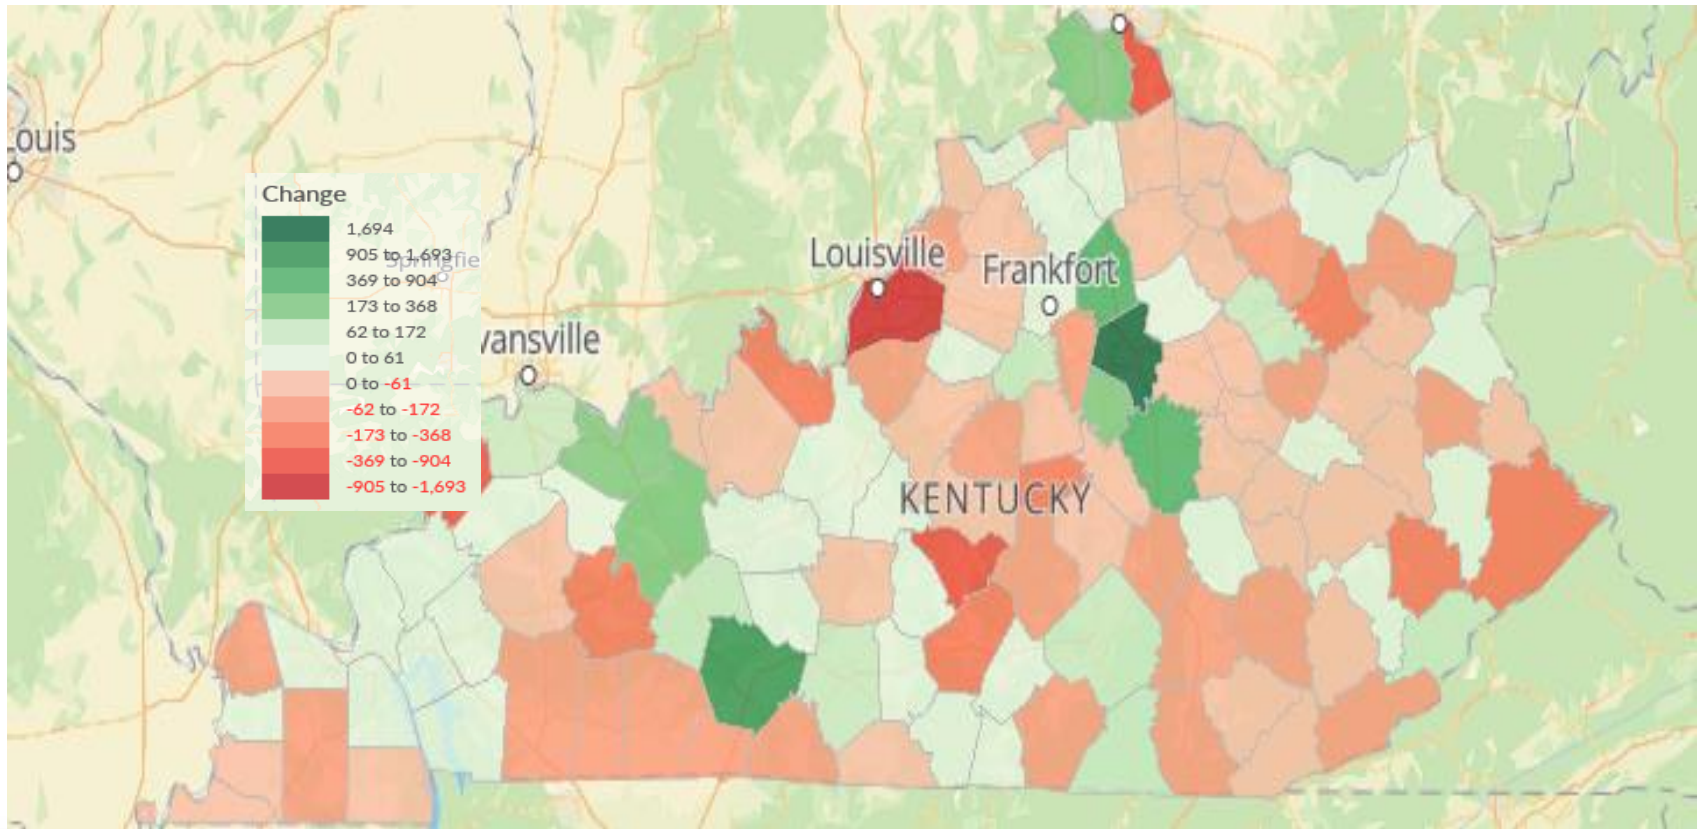 ouis
Change
1,694
905 to 1,693
Springfie
369 to 904
173 to 368
62 to 172
0 to 61
0 to -61
-62 to -172
-173 to -368
-369 to -904
-905 to -1,693
vansville
Louisville
Frankfort
KENTUCKY